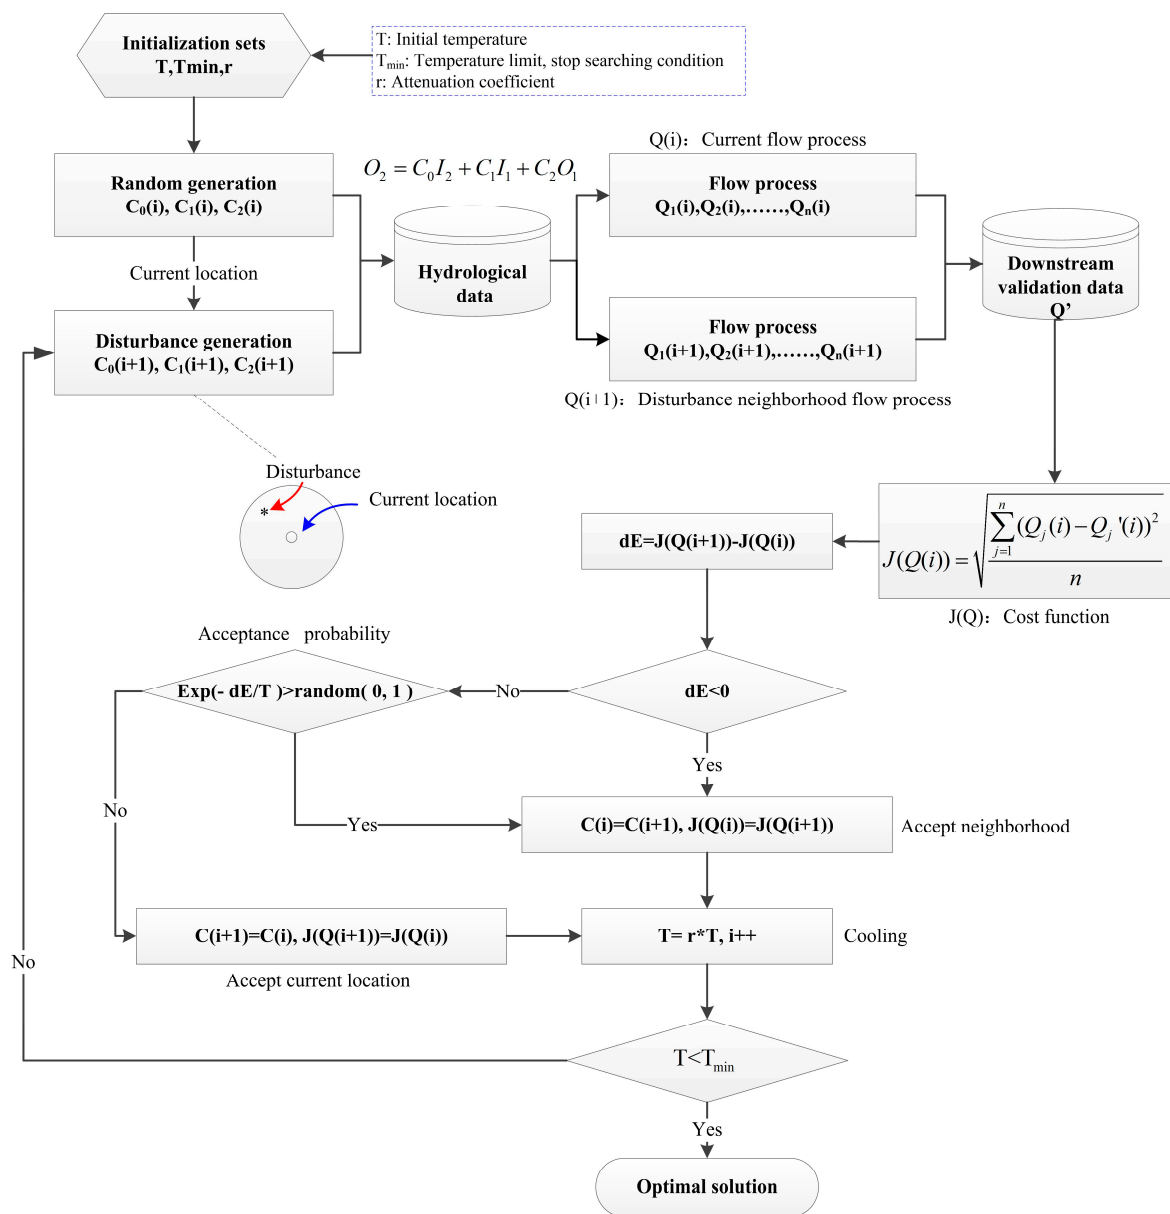 Initialization sets
T,Tmin,r
T: Initial temperature
Tmin: Temperature limit, stop searching condition
r: Attenuation coefficient
Random generation
C0(i), C1(i), C2(i)
Current location
Disturbance generation
C0(i+1), C1(i+1), C2(i+1)
O2 = C0I2 + C1I1 + C2O1
Hydrological
data
Q(i): Current flow process
Flow process
Q1(i),Q2(i),......,Qn(i)
Flow process
Q1(i+1),Q2(i+1),......,Qn(i+1)
Q(i+1): Disturbance neighborhood flow process
Downstream
validation data
Q'
Disturbance
*
Current location
J(Q(i)) = √(∑_{j=1}^{n}(Qj(i) − Qj'(i))² / n)
J(Q): Cost function
dE=J(Q(i+1))-J(Q(i))
Acceptance probability
Exp(- dE/T )>random( 0, 1 )
No
dE<0
Yes
No
Yes
C(i)=C(i+1), J(Q(i))=J(Q(i+1))
Accept neighborhood
C(i+1)=C(i), J(Q(i+1))=J(Q(i))
Accept current location
T= r*T, i++
Cooling
No
T<Tmin
Yes
Optimal solution